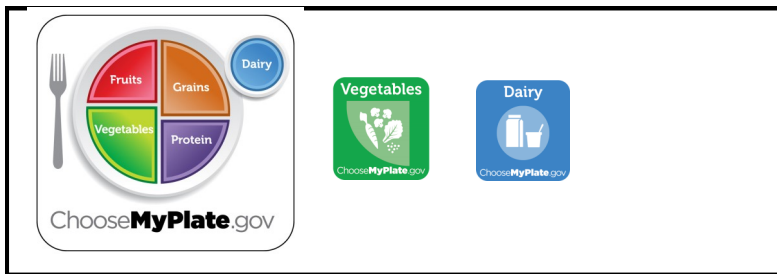 Fruits
Grains
Dairy
Vegetables
Protein
ChooseMyPlate.gov
Vegetables
ChooseMyPlate.gov
Dairy
ChooseMyPlate.gov